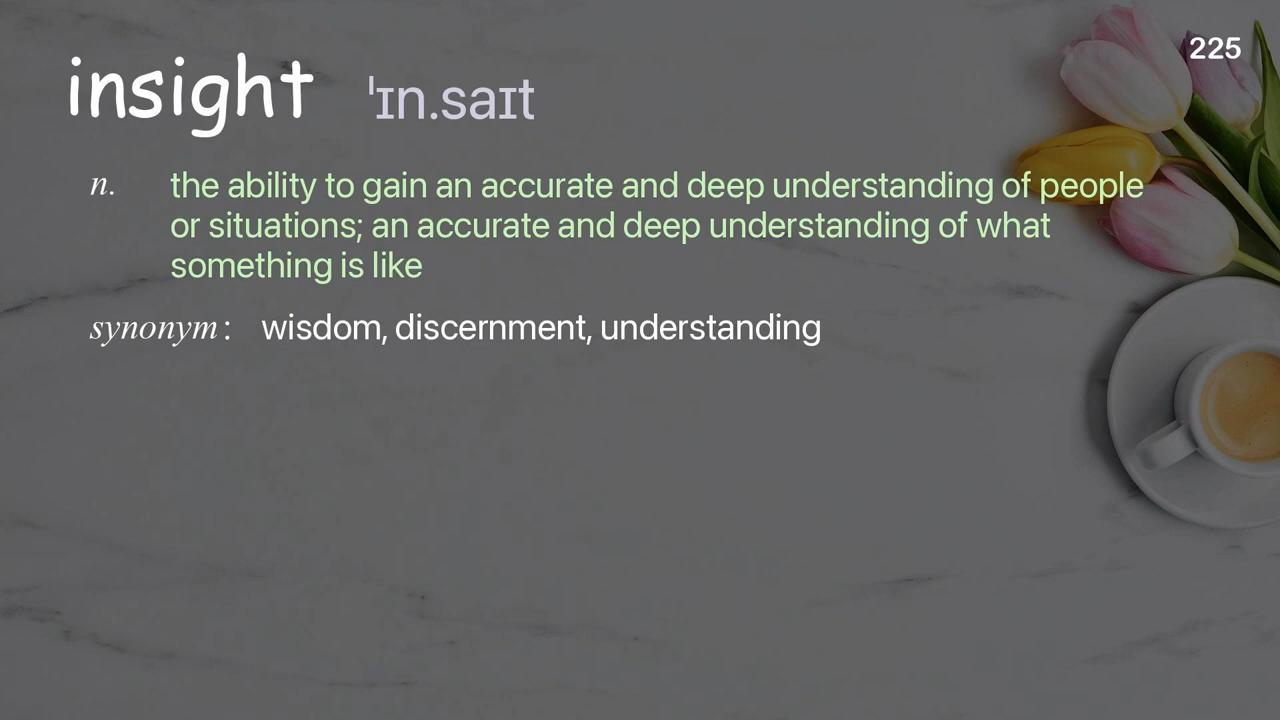 225
insight ˈɪn.saɪt
n. the ability to gain an accurate and deep understanding of people
or situations; an accurate and deep understanding of what
something is like
synonym: wisdom, discernment, understanding